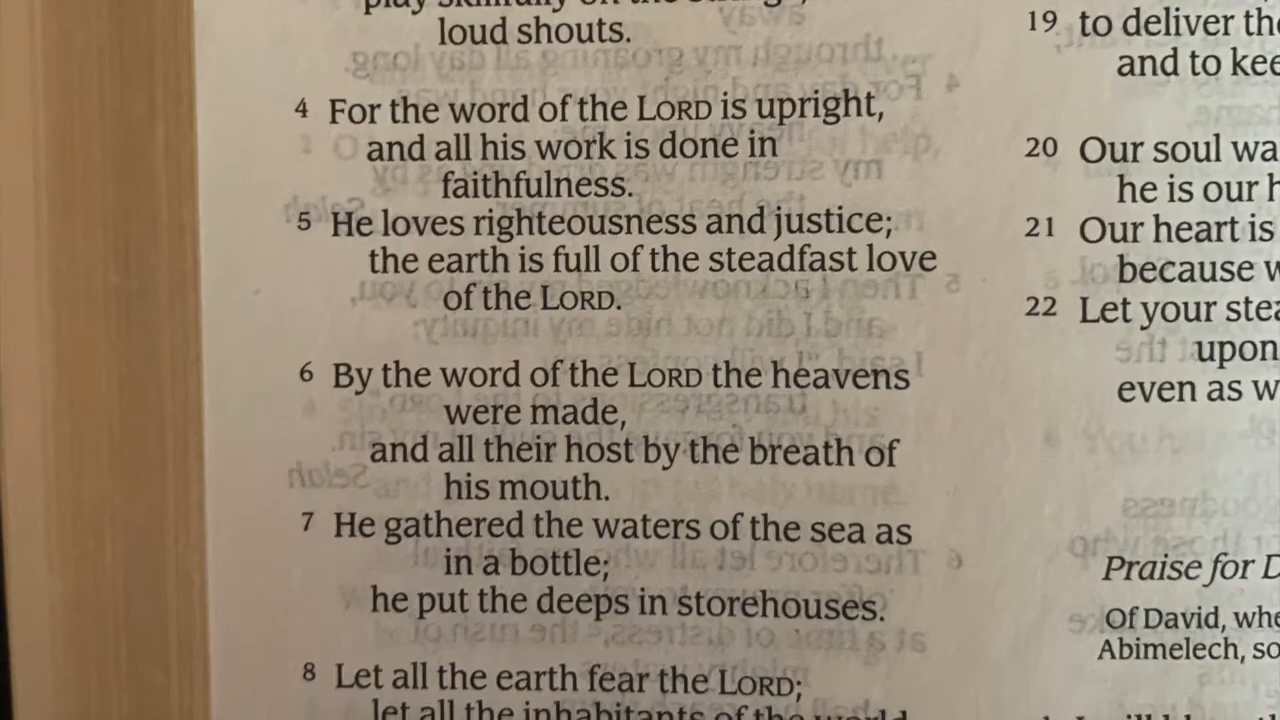 loud shouts.
4 For the word of the LORD is upright,
and all his work is done in
faithfulness.
5 He loves righteousness and justice;
the earth is full of the steadfast love
of the LORD.
6 By the word of the LORD the heavens
were made,
and all their host by the breath of
his mouth.
7 He gathered the waters of the sea as
in a bottle;
he put the deeps in storehouses.
8 Let all the earth fear the LORD;
let all the inhabitants of the world
19 to deliver
and to
20 Our soul
he is our
21 Our heart is
because
22 Let your
upon
even as
Praise for
Of David,
Abimelech,